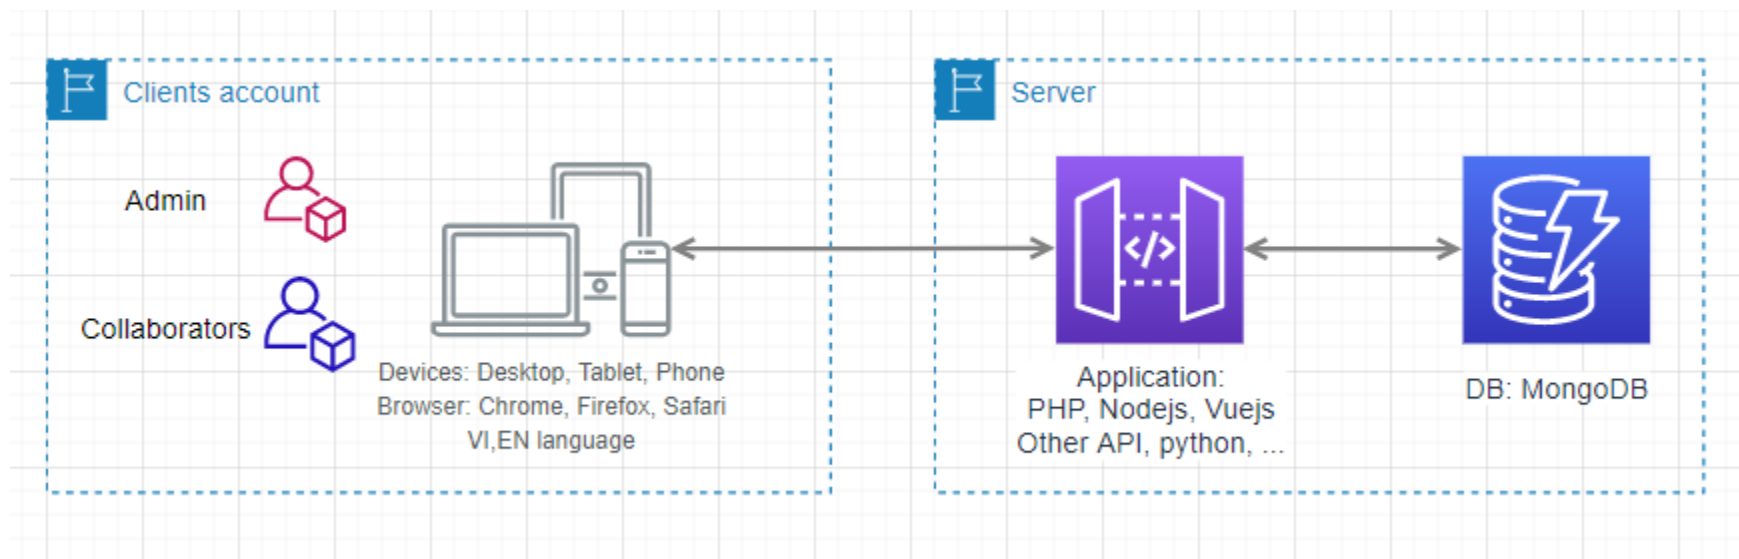 Clients account
Admin
Collaborators
Devices: Desktop, Tablet, Phone
Browser: Chrome, Firefox, Safari
VI,EN language
Server
</>
Application:
PHP, Nodejs, Vuejs
Other API, python, ...
DB: MongoDB